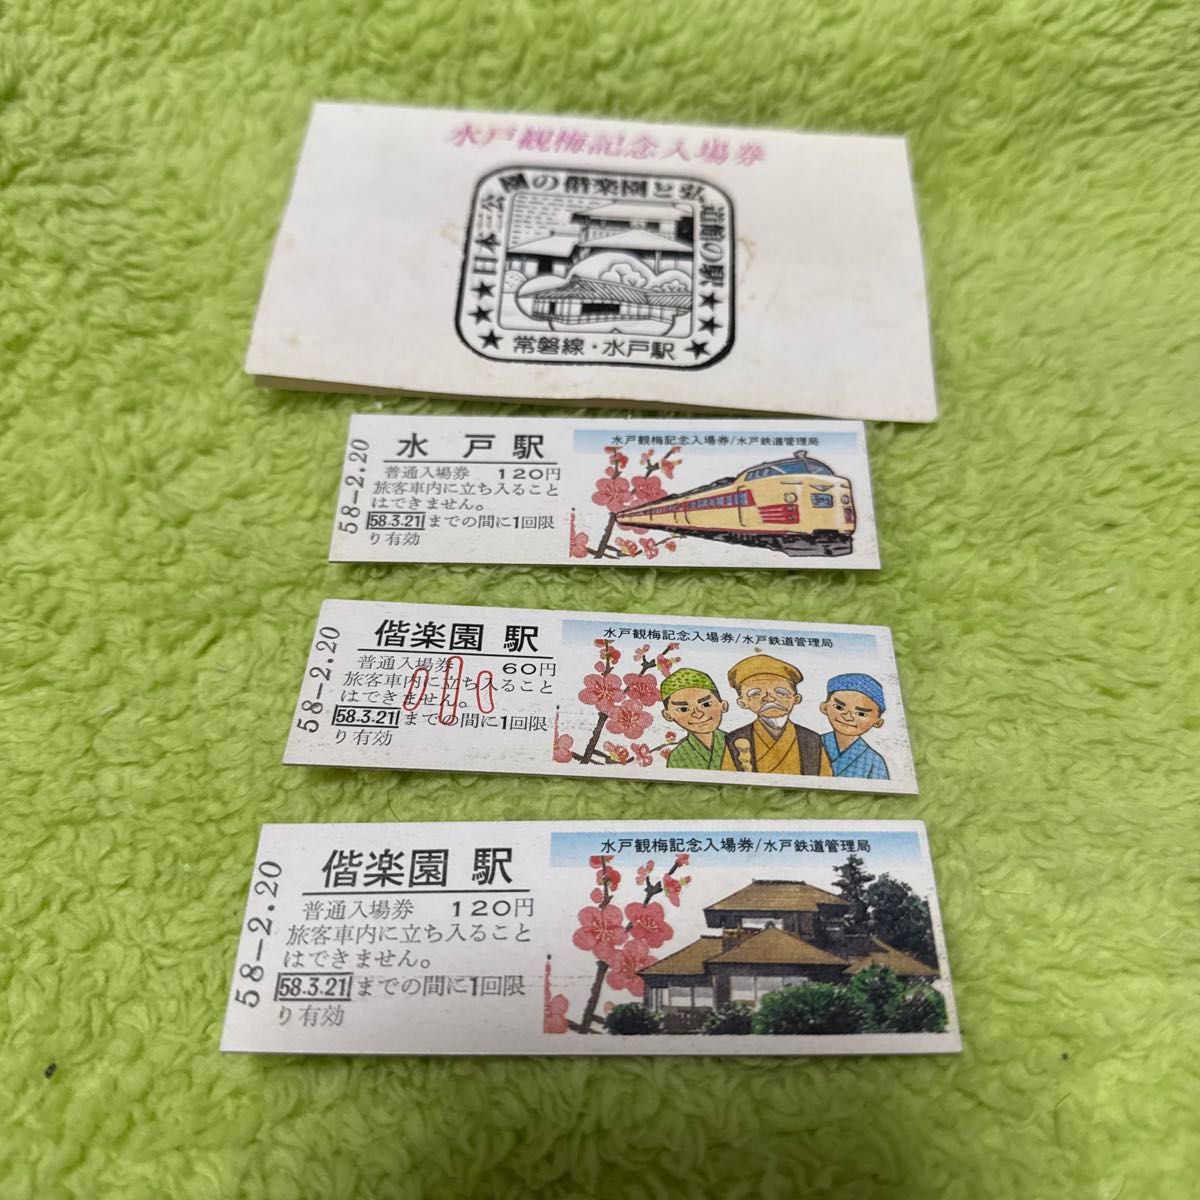 水戸観梅記念入場券
日本三公園の偕楽園と弘道館の駅
常磐線・水戸駅
58-2.20
水戸駅
普通入場券 120円
旅客車内に立ち入ること
はできません。
58.3.21までの間に1回限
り有効
水戸観梅記念入場券/水戸鉄道管理局
58-2.20
偕楽園駅
普通入場券 60円
旅客車内に立ち入ること
はできません。
58.3.21までの間に1回限
り有効
小
水戸観梅記念入場券/水戸鉄道管理局
58-2.20
偕楽園駅
普通入場券 120円
旅客車内に立ち入ること
はできません。
58.3.21までの間に1回限
り有効
水戸観梅記念入場券/水戸鉄道管理局